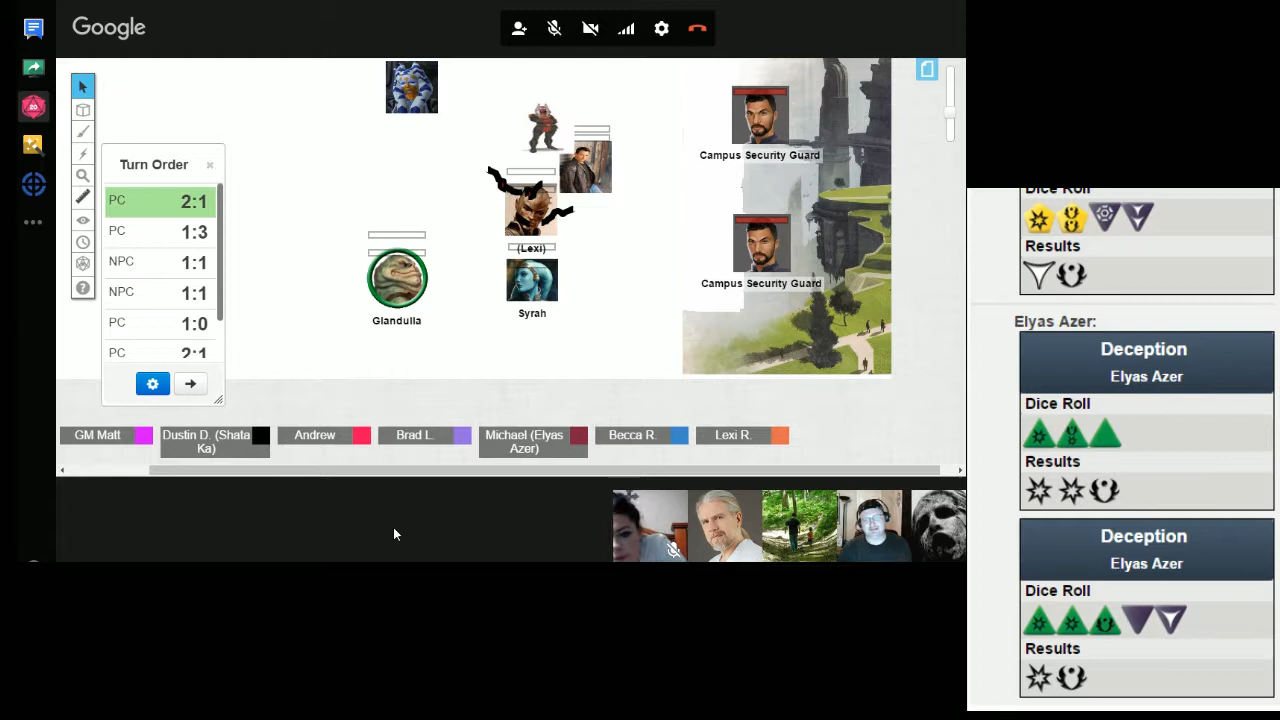 Google
20
Turn Order ×
PC 2:1
PC 1:3
NPC 1:1
NPC 1:1
PC 1:0
PC 2:1
Campus Security Guard
Campus Security Guard
(Lexi)
Glandulla
Syrah
GM Matt
Dustin D. (Shata
Ka)
Andrew
Brad L.
Michael (Elyas
Azer)
Becca R.
Lexi R.
Dice Roll
Results
Elyas Azer:
Deception
Elyas Azer
Dice Roll
Results
Deception
Elyas Azer
Dice Roll
Results